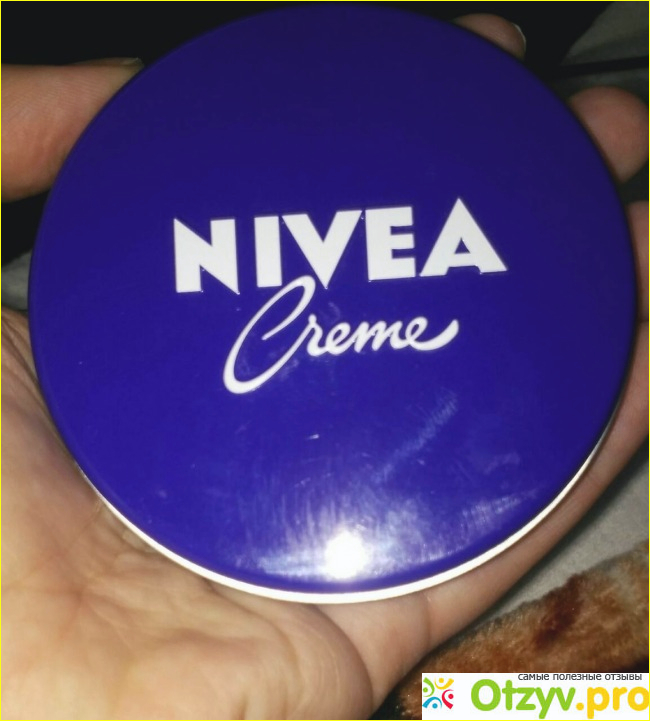 NIVEA
Creme
самые полезные отзывы
Otzyv.pro